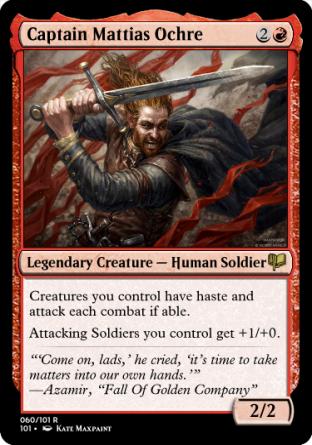 Captain Mattias Ochre 2
Legendary Creature — Human Soldier
Creatures you control have haste and
attack each combat if able.
Attacking Soldiers you control get +1/+0.
“‘Come on, lads,’ he cried, ‘it’s time to take
matters into our own hands.’”
—Azamir, “Fall Of Golden Company”
2/2
060/101 R
101 • Kate Maxpaint